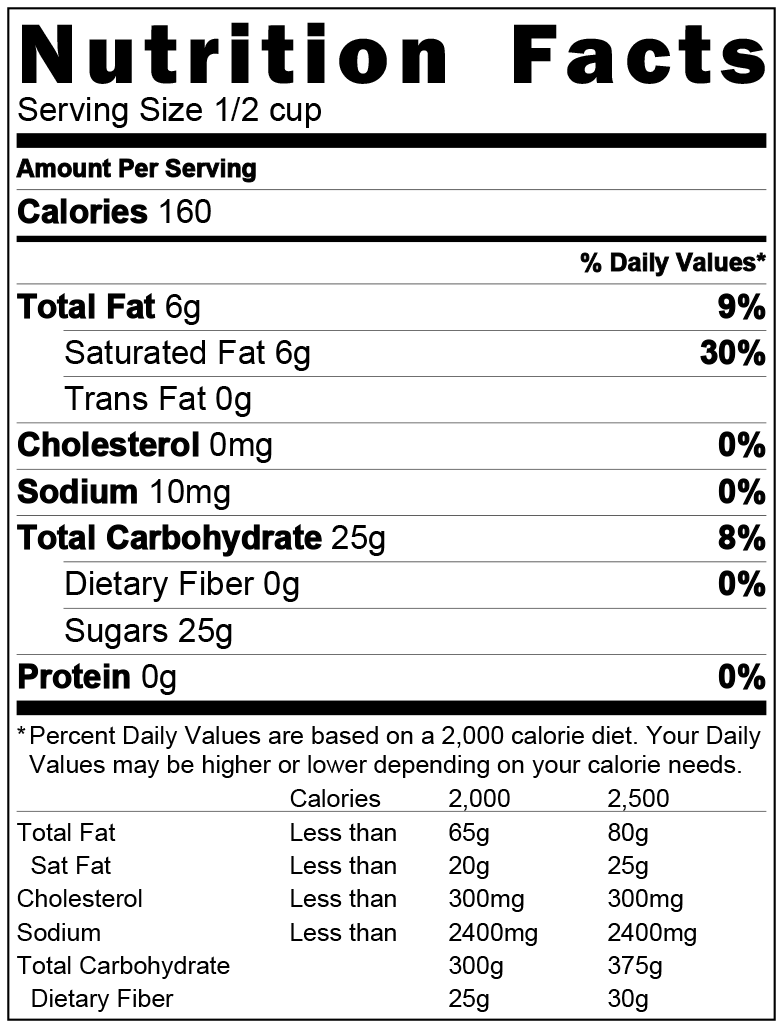 Nutrition Facts
Serving Size 1/2 cup
Amount Per Serving
Calories 160
% Daily Values*
Total Fat 6g 9%
Saturated Fat 6g 30%
Trans Fat 0g
Cholesterol 0mg 0%
Sodium 10mg 0%
Total Carbohydrate 25g 8%
Dietary Fiber 0g 0%
Sugars 25g
Protein 0g 0%
*Percent Daily Values are based on a 2,000 calorie diet. Your Daily
Values may be higher or lower depending on your calorie needs.
Calories 2,000 2,500
Total Fat Less than 65g 80g
Sat Fat Less than 20g 25g
Cholesterol Less than 300mg 300mg
Sodium Less than 2400mg 2400mg
Total Carbohydrate 300g 375g
Dietary Fiber 25g 30g